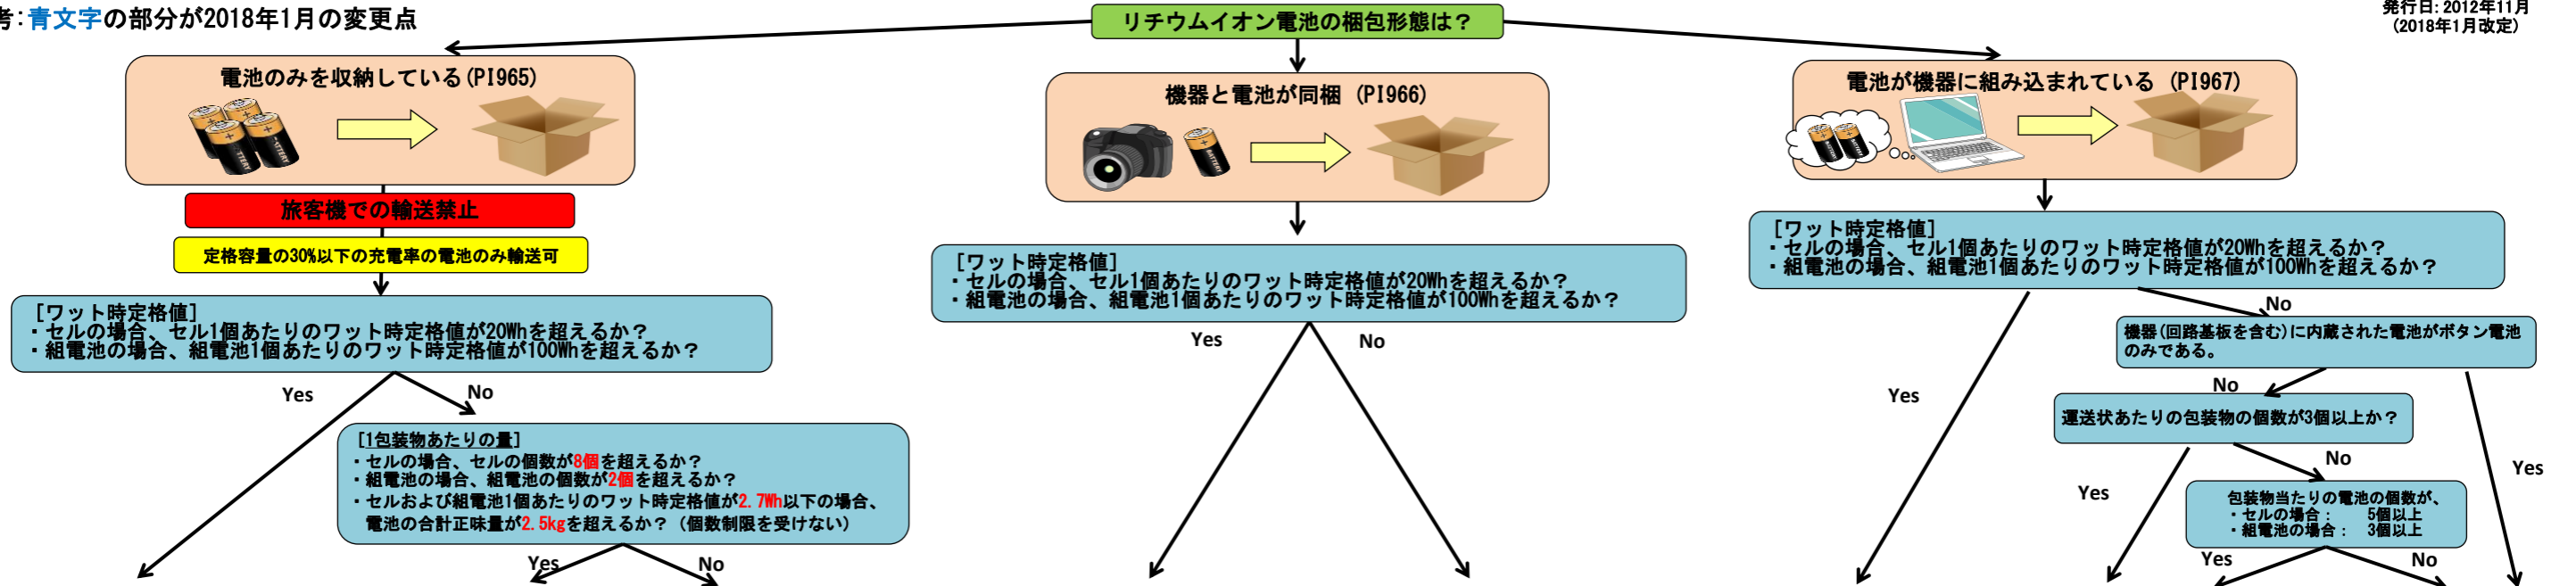 考:青文字の部分が2018年1月の変更点
発行日:2012年11月
(2018年1月改定)
リチウムイオン電池の梱包形態は？
電池のみを収納している(PI965)
旅客機での輸送禁止
定格容量の30%以下の充電率の電池のみ輸送可
[ワット時定格値]
・セルの場合、セル1個あたりのワット時定格値が20Whを超えるか？
・組電池の場合、組電池1個あたりのワット時定格値が100Whを超えるか？
Yes
No
[1包装物あたりの量]
・セルの場合、セルの個数が8個を超えるか？
・組電池の場合、組電池の個数が2個を超えるか？
・セルおよび組電池1個あたりのワット時定格値が2.7Wh以下の場合、
電池の合計正味量が2.5kgを超えるか？（個数制限を受けない）
Yes
No
機器と電池が同梱 (PI966)
BATTERY
[ワット時定格値]
・セルの場合、セル1個あたりのワット時定格値が20Whを超えるか？
・組電池の場合、組電池1個あたりのワット時定格値が100Whを超えるか？
Yes
No
電池が機器に組み込まれている (PI967)
[ワット時定格値]
・セルの場合、セル1個あたりのワット時定格値が20Whを超えるか？
・組電池の場合、組電池1個あたりのワット時定格値が100Whを超えるか？
Yes
No
機器(回路基板を含む)に内蔵された電池がボタン電池
のみである。
No
Yes
運送状あたりの包装物の個数が3個以上か？
Yes
No
包装物当たりの電池の個数が、
・セルの場合： 5個以上
・組電池の場合： 3個以上
Yes
No